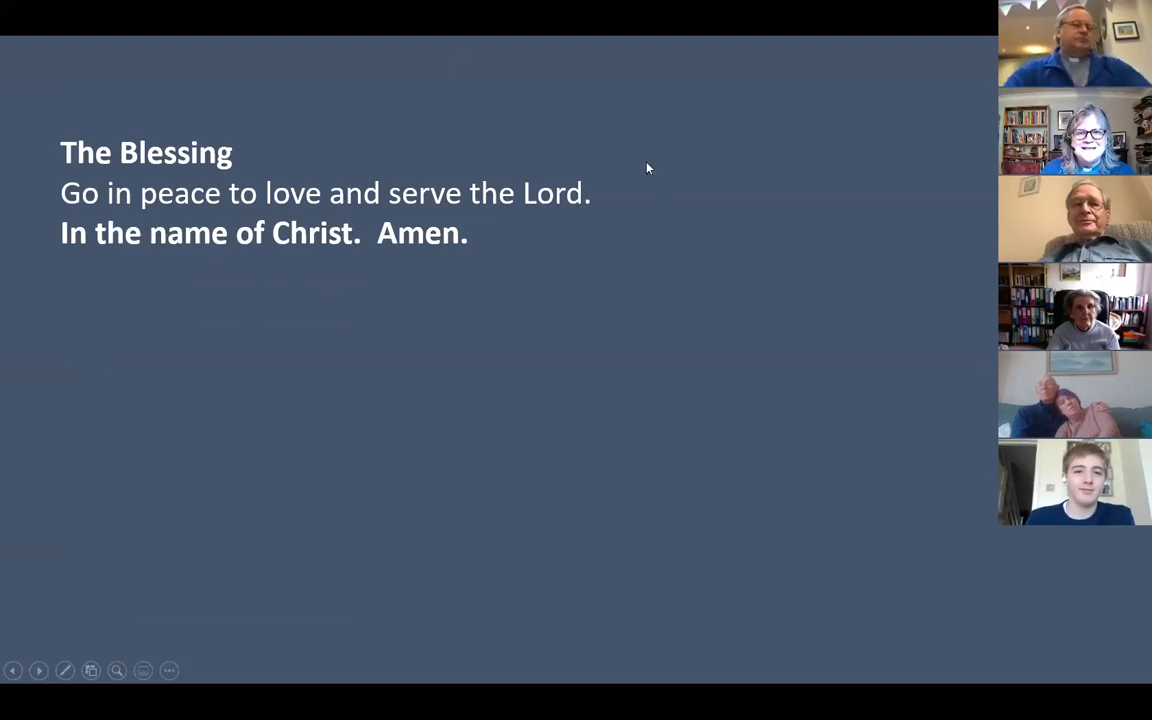 The Blessing
Go in peace to love and serve the Lord.
In the name of Christ.  Amen.